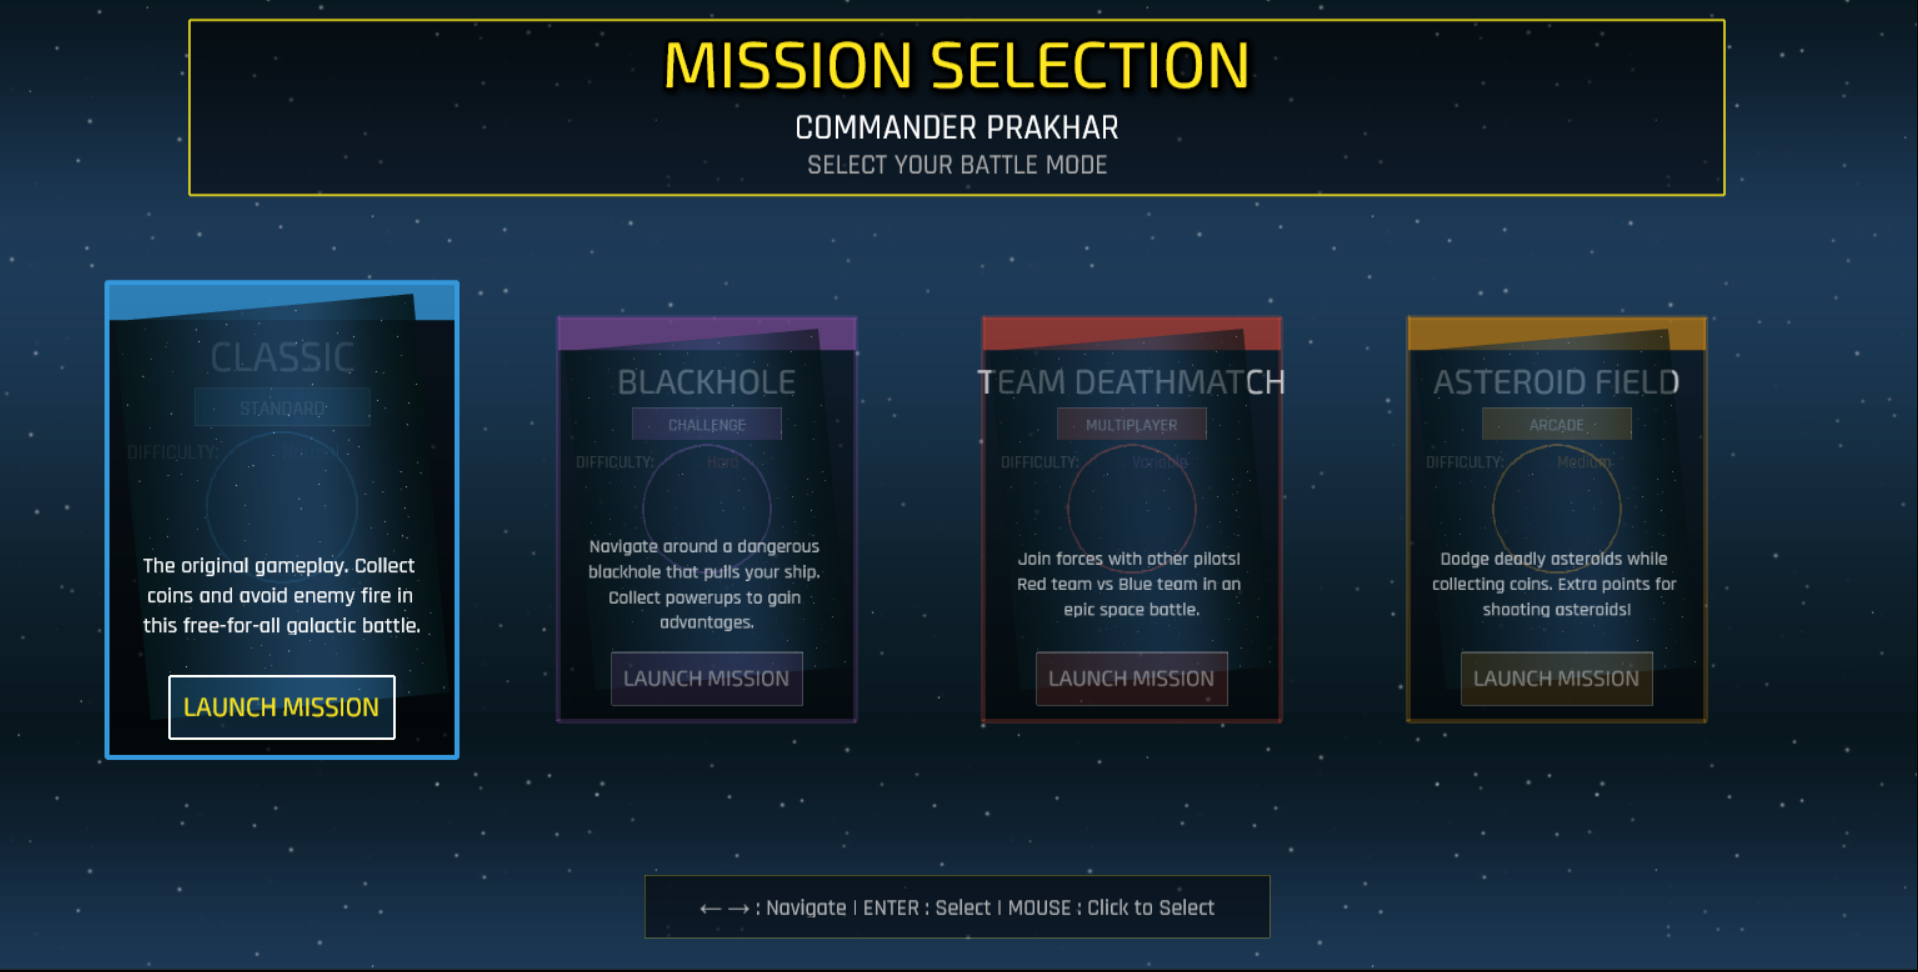 MISSION SELECTION
COMMANDER PRAKHAR
SELECT YOUR BATTLE MODE
CLASSIC
STANDARD
DIFFICULTY:
The original gameplay. Collect
coins and avoid enemy fire in
this free-for-all galactic battle.
LAUNCH MISSION
BLACKHOLE
CHALLENGE
DIFFICULTY: Hard
Navigate around a dangerous
blackhole that pulls your ship.
Collect powerups to gain
advantages.
LAUNCH MISSION
TEAM DEATHMATCH
MULTIPLAYER
DIFFICULTY: Variable
Join forces with other pilots!
Red team vs Blue team in an
epic space battle.
LAUNCH MISSION
ASTEROID FIELD
ARCADE
DIFFICULTY: Medium
Dodge deadly asteroids while
collecting coins. Extra points for
shooting asteroids!
LAUNCH MISSION
← → : Navigate | ENTER : Select | MOUSE : Click to Select